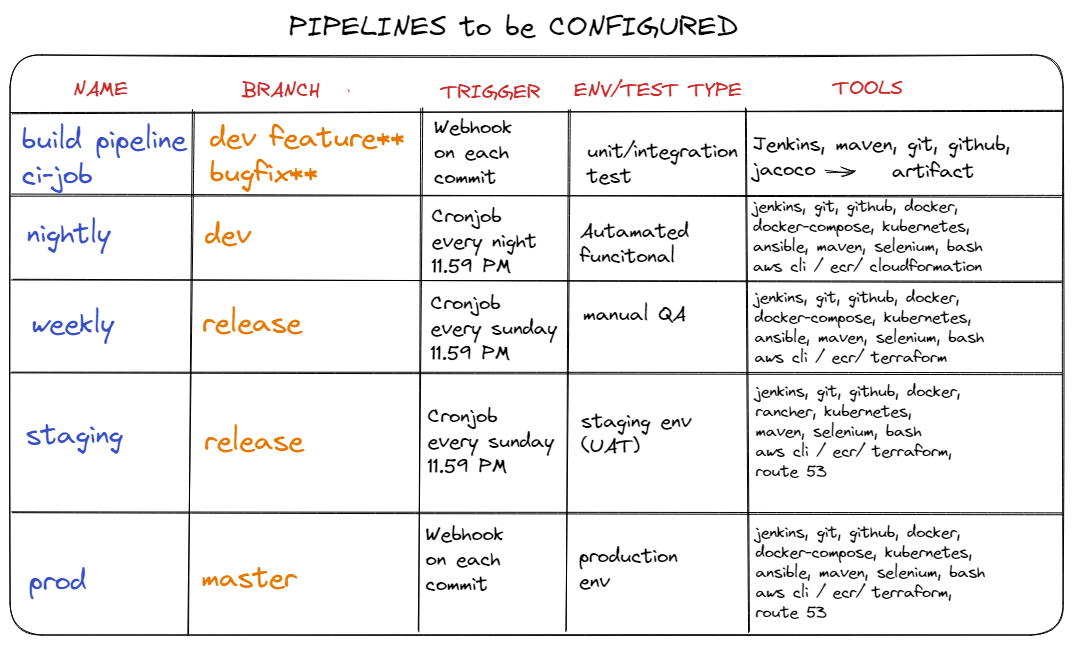 PIPELINES to be CONFIGURED
NAME
BRANCH
TRIGGER
ENV/TEST TYPE
TOOLS
build pipeline
ci-job
dev feature**
bugfix**
Webhook
on each
commit
unit/integration
test
Jenkins, maven, git, github,
jacoco → artifact
nightly
dev
Cronjob
every night
11.59 PM
Autamated
funcitonal
jenkins, git, github, docker,
docker-compose, kubernetes,
ansible, maven, selenium, bash
aws cli / ecr/ cloudformation
weekly
release
Cronjob
every sunday
11.59 PM
manual QA
jenkins, git, github, docker,
docker-compose, kubernetes,
ansible, maven, selenium, bash
aws cli / ecr/ terraform
staging
release
Cronjob
every sunday
11.59 PM
staging env
(UAT)
jenkins, git, github, docker,
rancher, kubernetes,
maven, selenium, bash
aws cli / ecr/ terraform,
route 53
prod
master
Webhook
on each
commit
production
env
jenkins, git, github, docker,
docker-compose, kubernetes,
ansible, maven, selenium, bash
aws cli / ecr/ terraform,
route 53